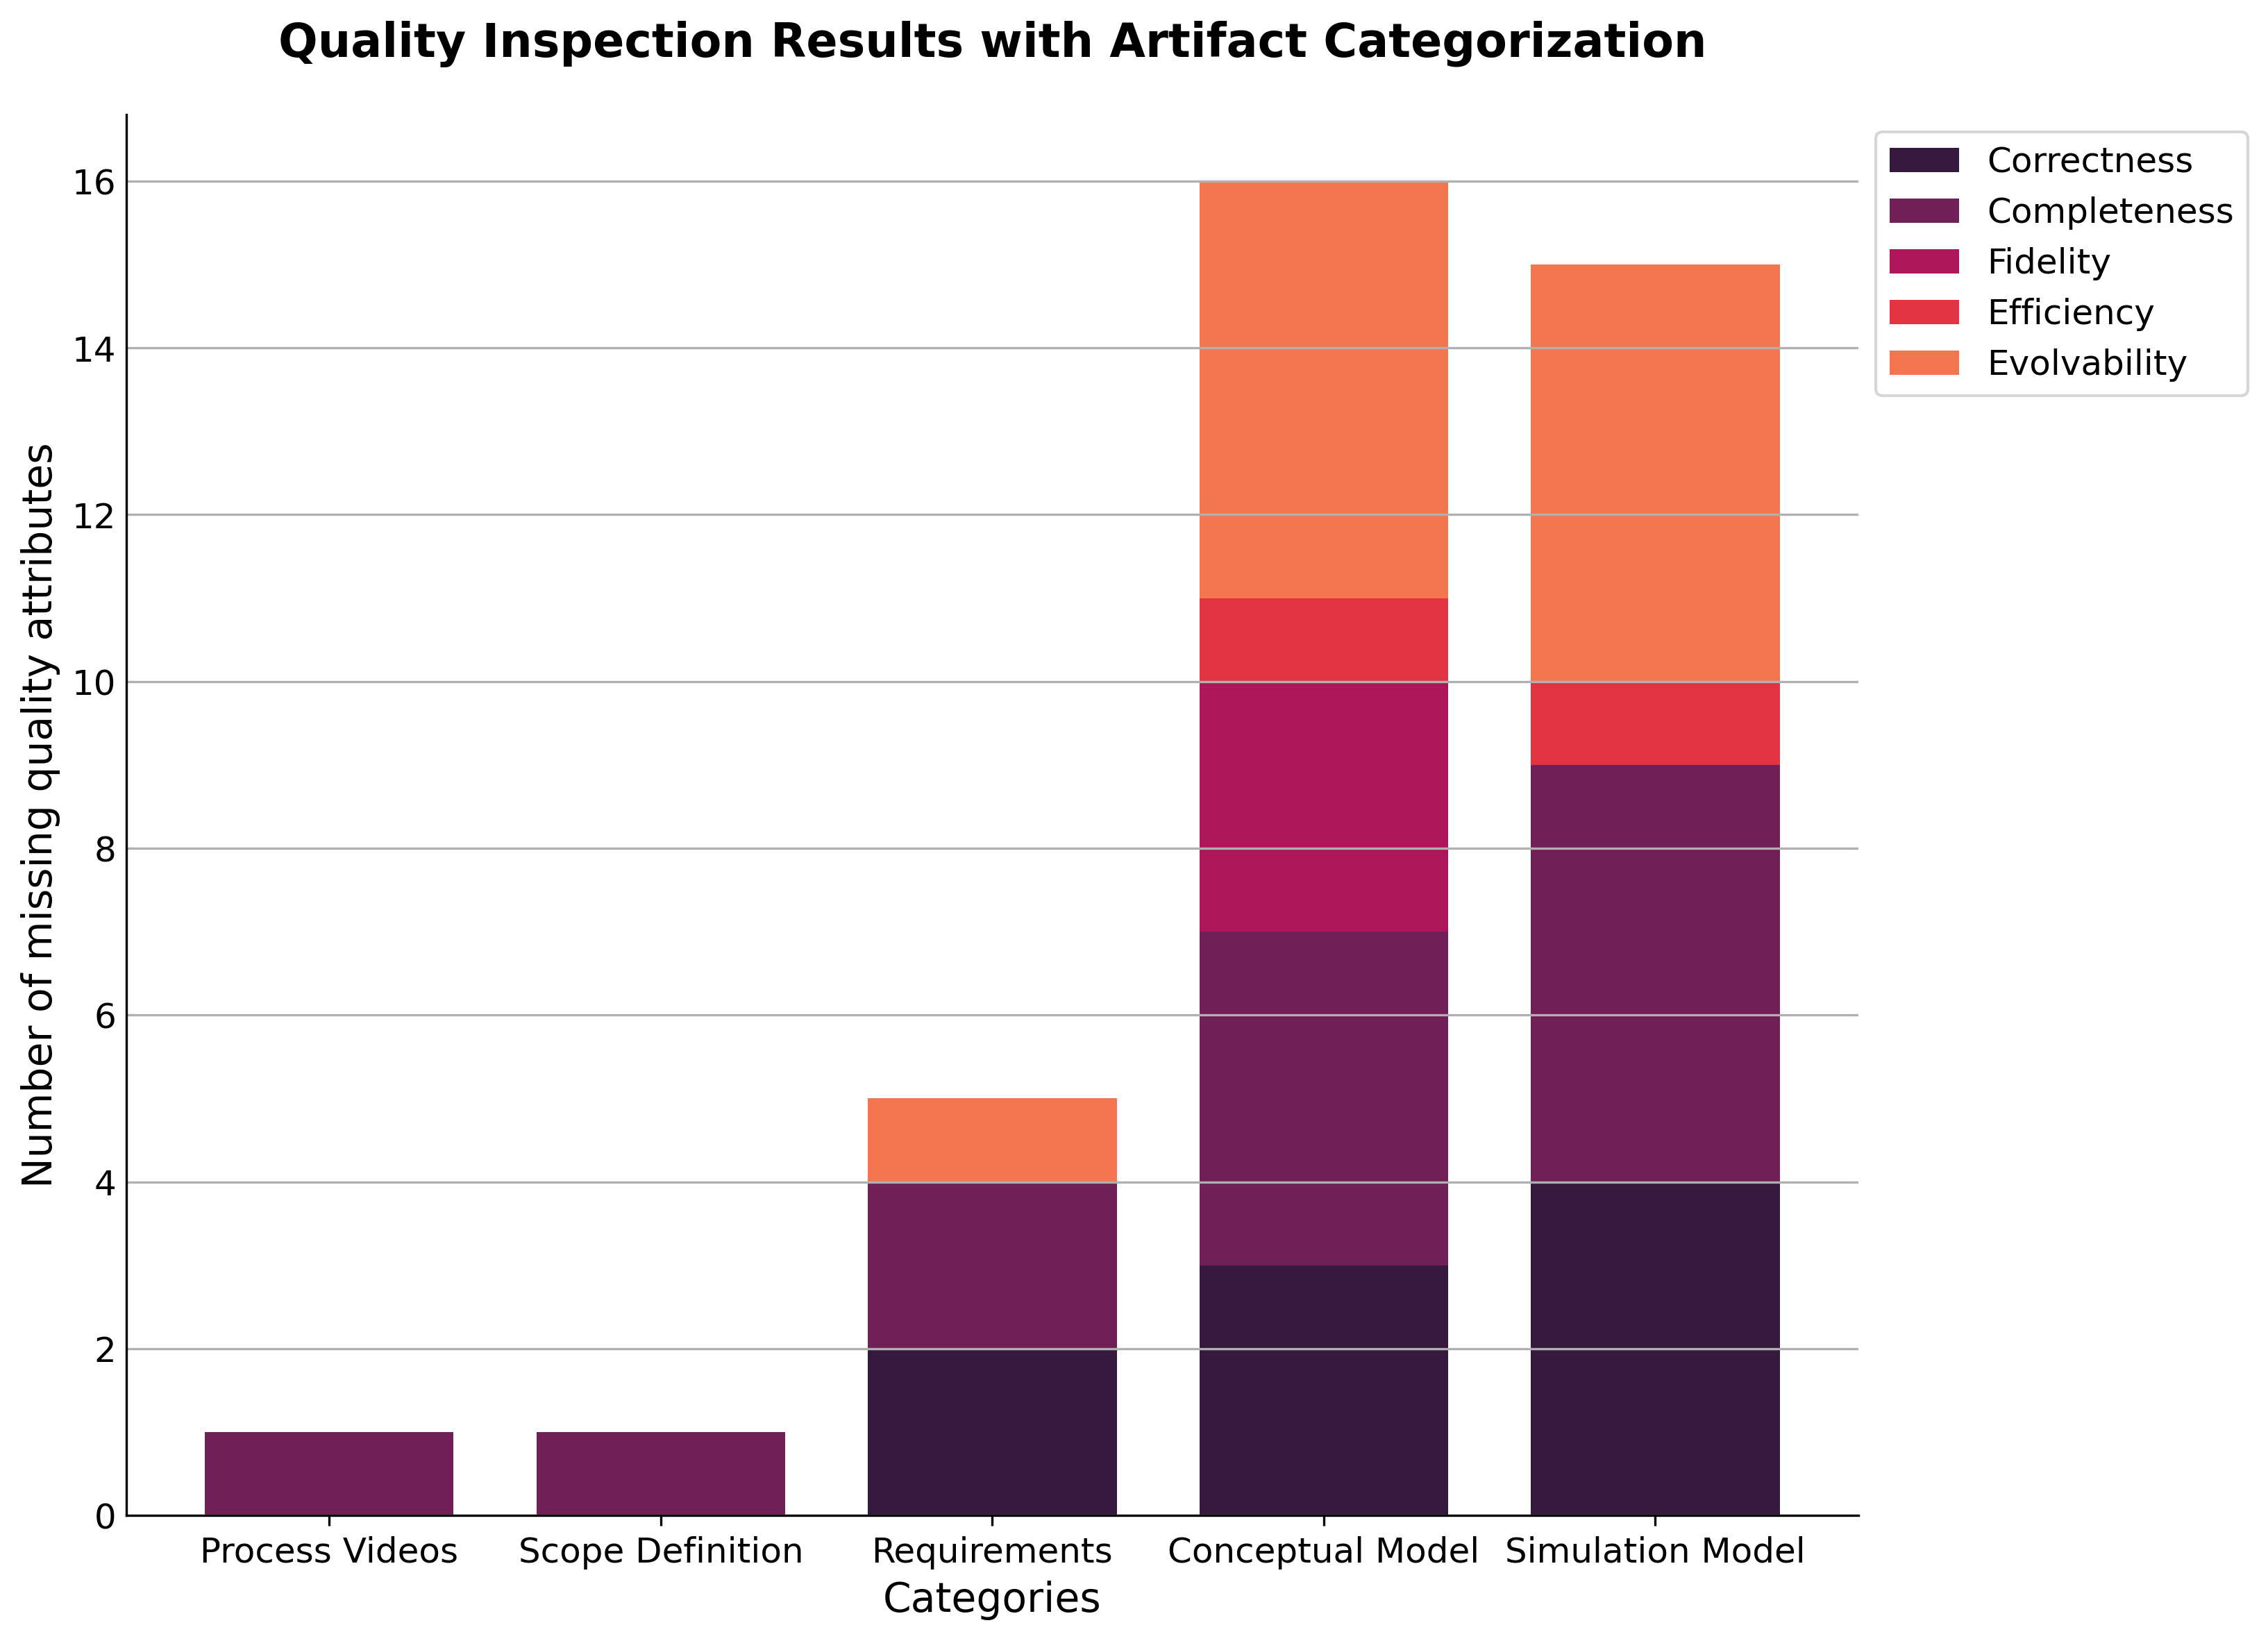 Quality Inspection Results with Artifact Categorization
Number of missing quality attributes
16
14
12
10
8
6
4
2
0
Process Videos
Scope Definition
Requirements
Conceptual Model
Simulation Model
Categories
Correctness
Completeness
Fidelity
Efficiency
Evolvability